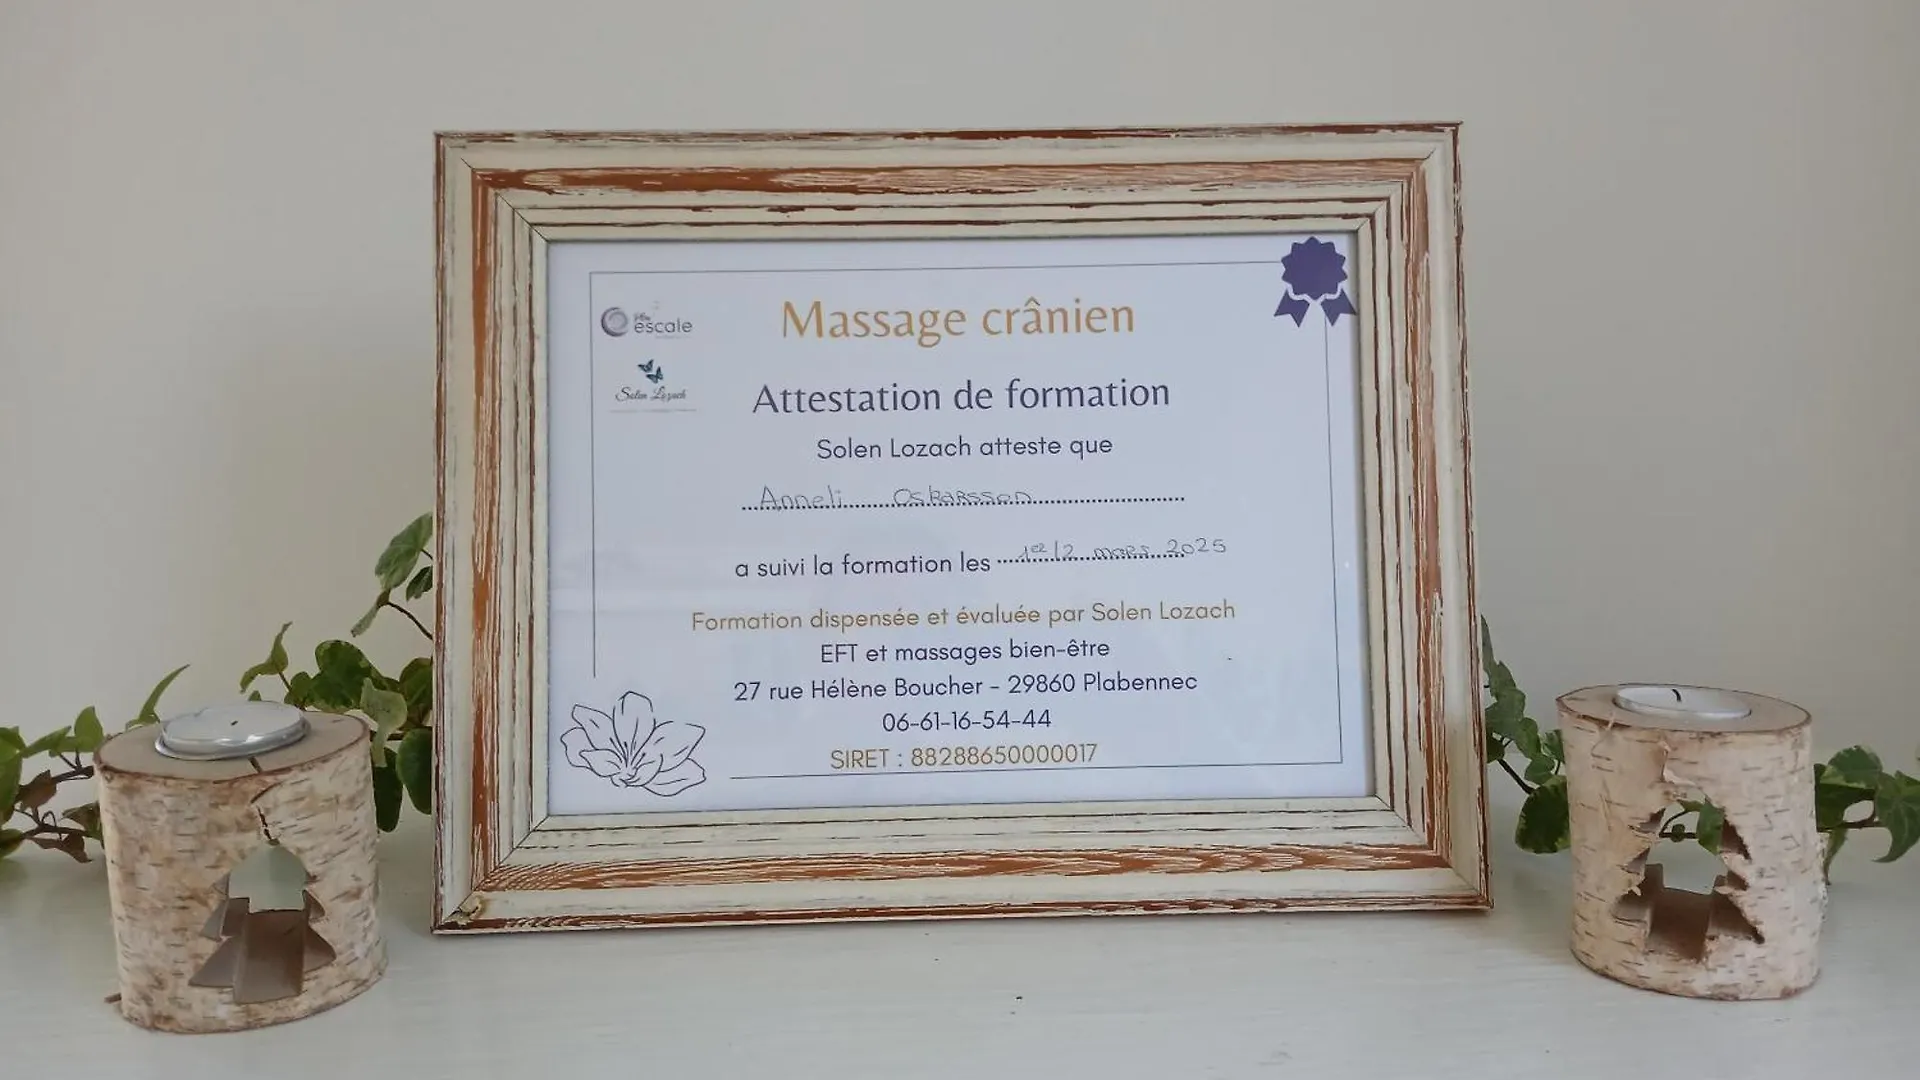 escale
Solen Lozach
Massage crânien
Attestation de formation
Solen Lozach atteste que
Anneli Oskarsson
a suivi la formation les 1er/2 mars 2025
Formation dispensée et évaluée par Solen Lozach
EFT et massages bien-être
27 rue Hélène Boucher - 29860 Plabennec
06-61-16-54-44
SIRET : 88288650000017